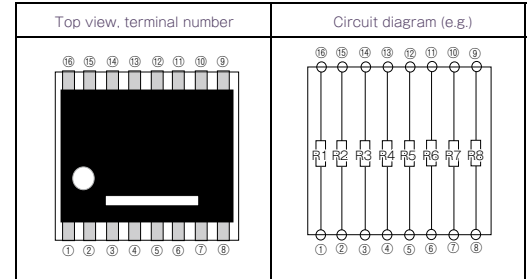 Top view, terminal number
Circuit diagram (e.g.)
⑯ ⑮ ⑭ ⑬ ⑫ ⑪ ⑩ ⑨
⑯ ⑮ ⑭ ⑬ ⑫ ⑪ ⑩ ⑨
R1 R2 R3 R4 R5 R6 R7 R8
① ② ③ ④ ⑤ ⑥ ⑦ ⑧
① ② ③ ④ ⑤ ⑥ ⑦ ⑧